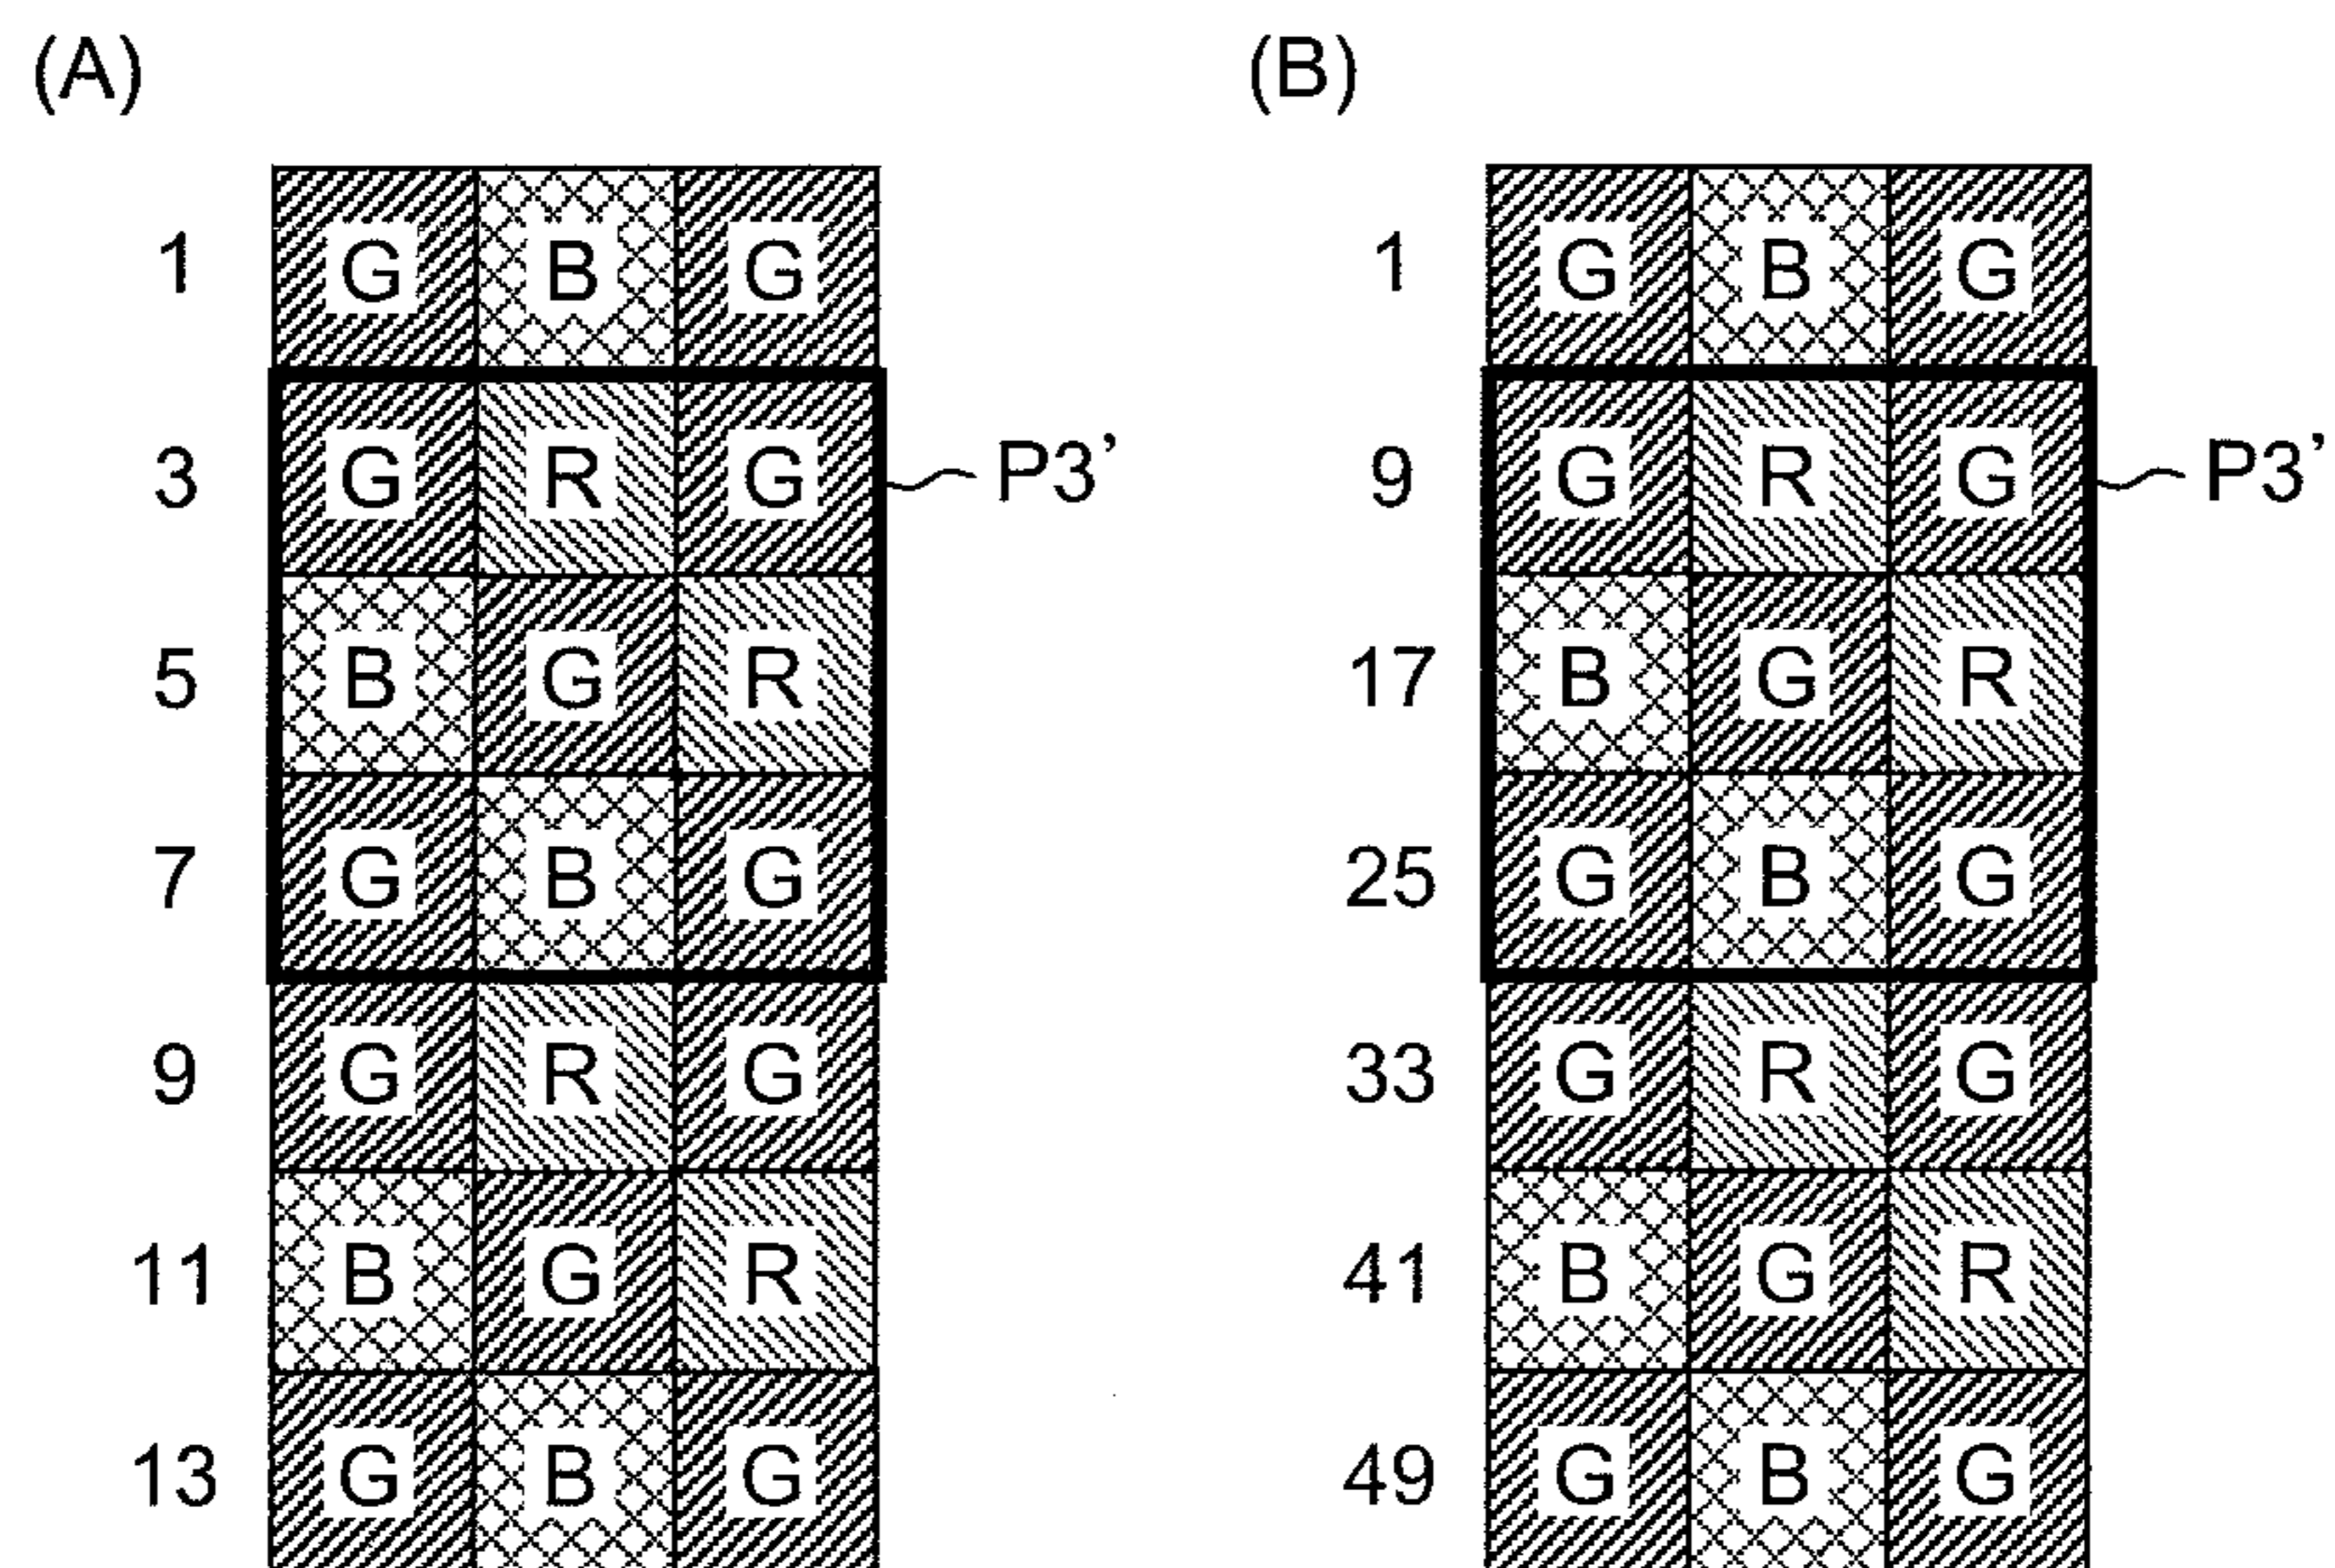 (A) (B)
1 G B G 1 G B G
3 G R G P3’ 9 G R G P3’
5 B G R 17 B G R
7 G B G 25 G B G
9 G R G 33 G R G
11 B G R 41 B G R
13 G B G 49 G B G